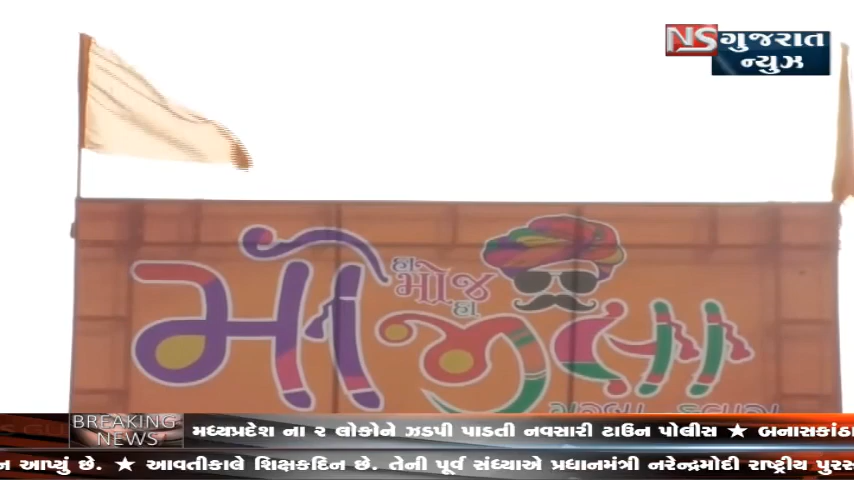 NS ગુજરાત
ન્યુઝ
હા
મોજ
હા
મોજીલા
BREAKING
NEWS
મધ્યપ્રદેશ ના ૨ લોકોને ઝડપી પાડતી નવસારી ટાઉન પોલીસ ★ બનાસકાંઠા
ન આપ્યું છે. ★ આવતીકાલે શિક્ષકદિન છે. તેની પૂર્વ સંધ્યાએ પ્રધાનમંત્રી નરેન્દ્રમોદી રાષ્ટ્રીય પુરસ